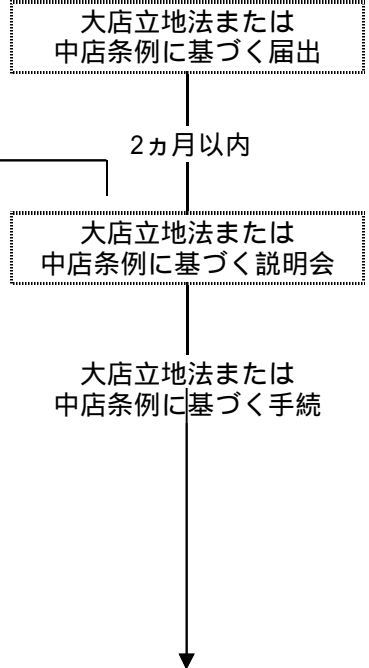 大店立地法または
中店条例に基づく届出
2ヵ月以内
大店立地法または
中店条例に基づく説明会
大店立地法または
中店条例に基づく手続